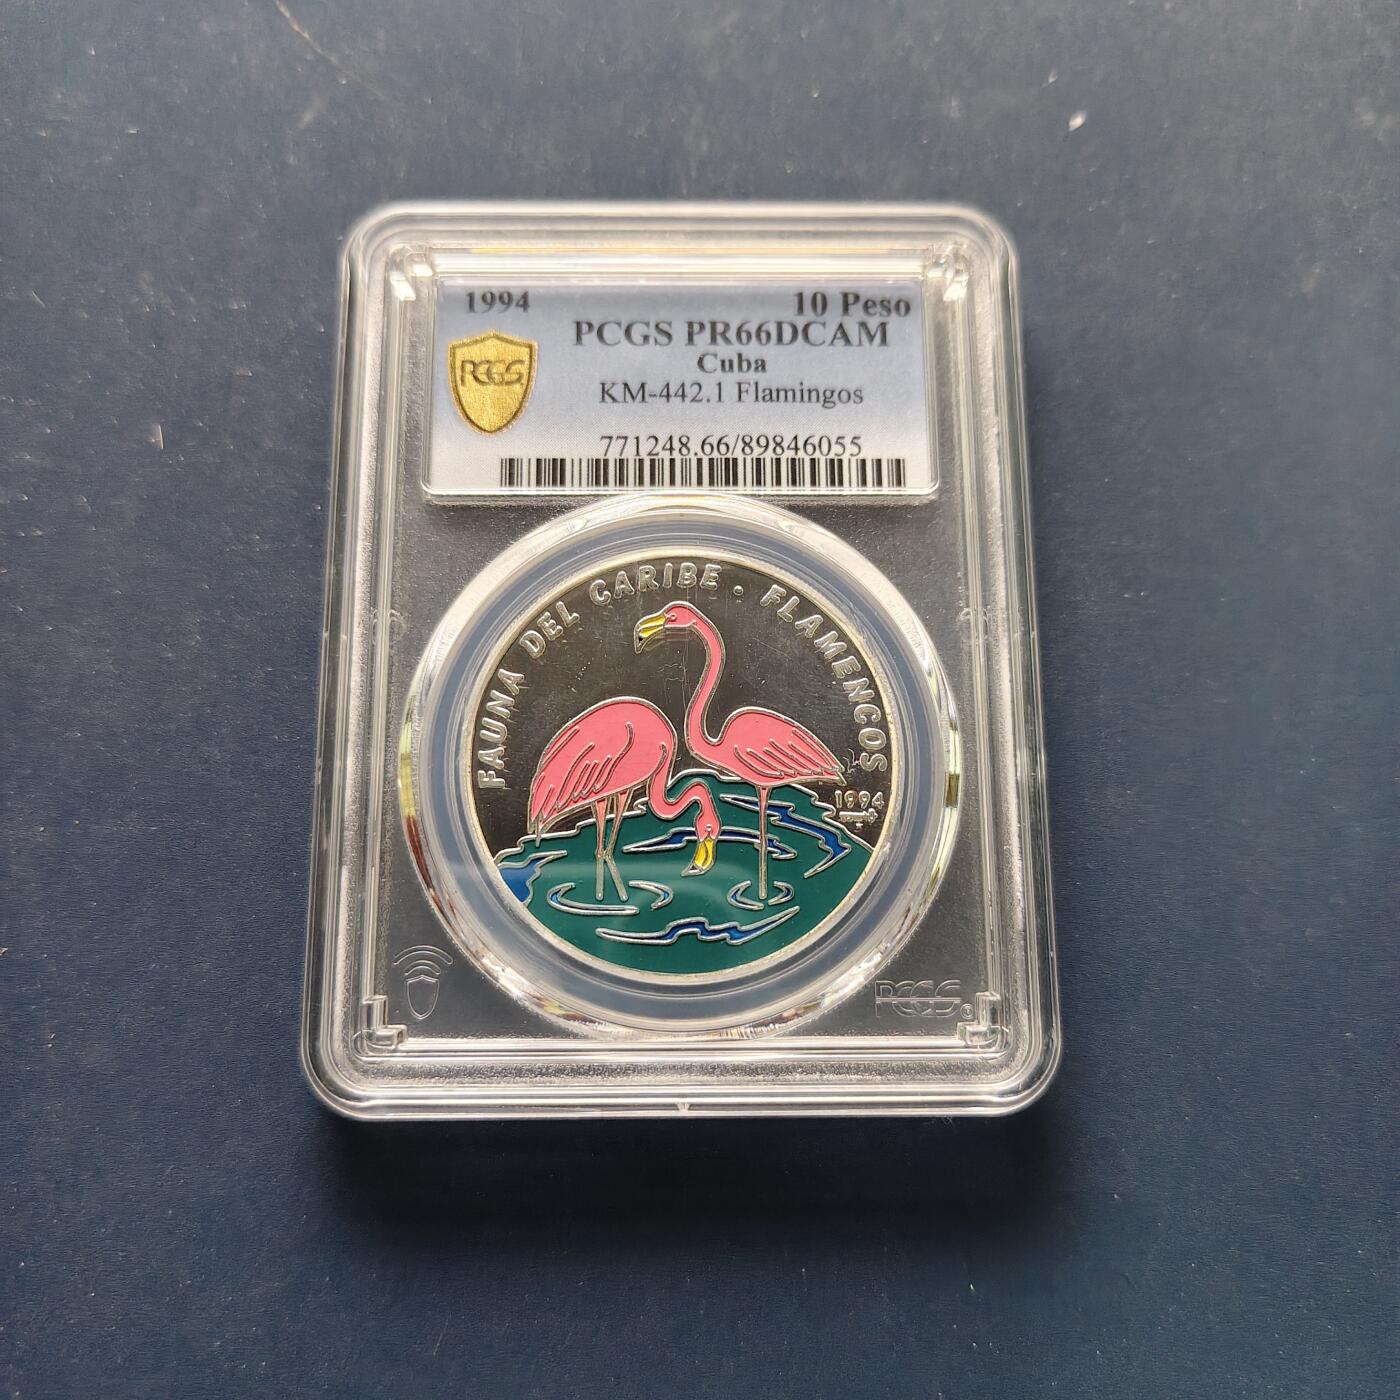 1994 10 Peso
PCGS PR66DCAM
Cuba
PCGS
KM-442.1 Flamingos
771248.66/89846055
FAUNA DEL CARIBE . FLAMENCOS
1994
PCGS